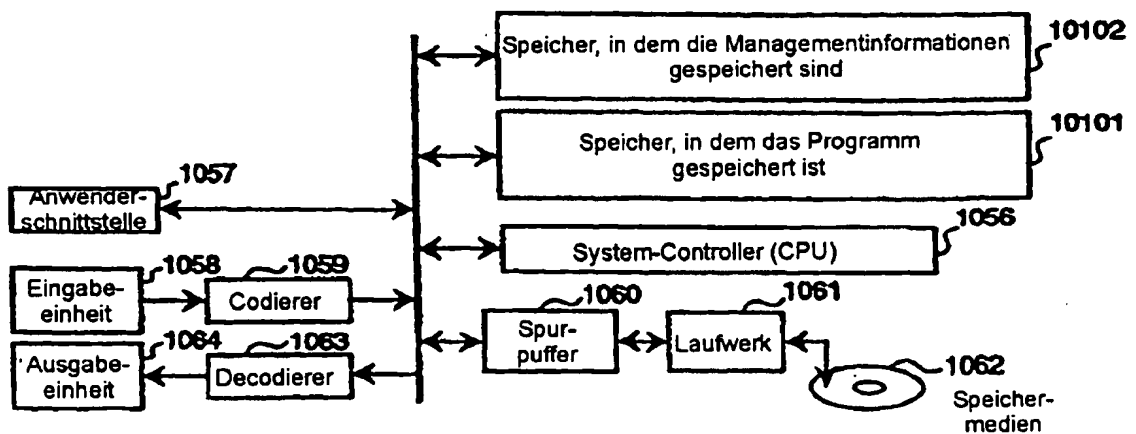 Speicher, in dem die Managementinformationen
gespeichert sind
10102
Speicher, in dem das Programm
gespeichert ist
10101
1057
Anwender-
schnittstelle
1056
System-Controller (CPU)
1058
Eingabe-
einheit
1059
Codierer
1060
Spur-
puffer
1061
Laufwerk
1064
Ausgabe-
einheit
1063
Decodierer
1062
Speicher-
medien